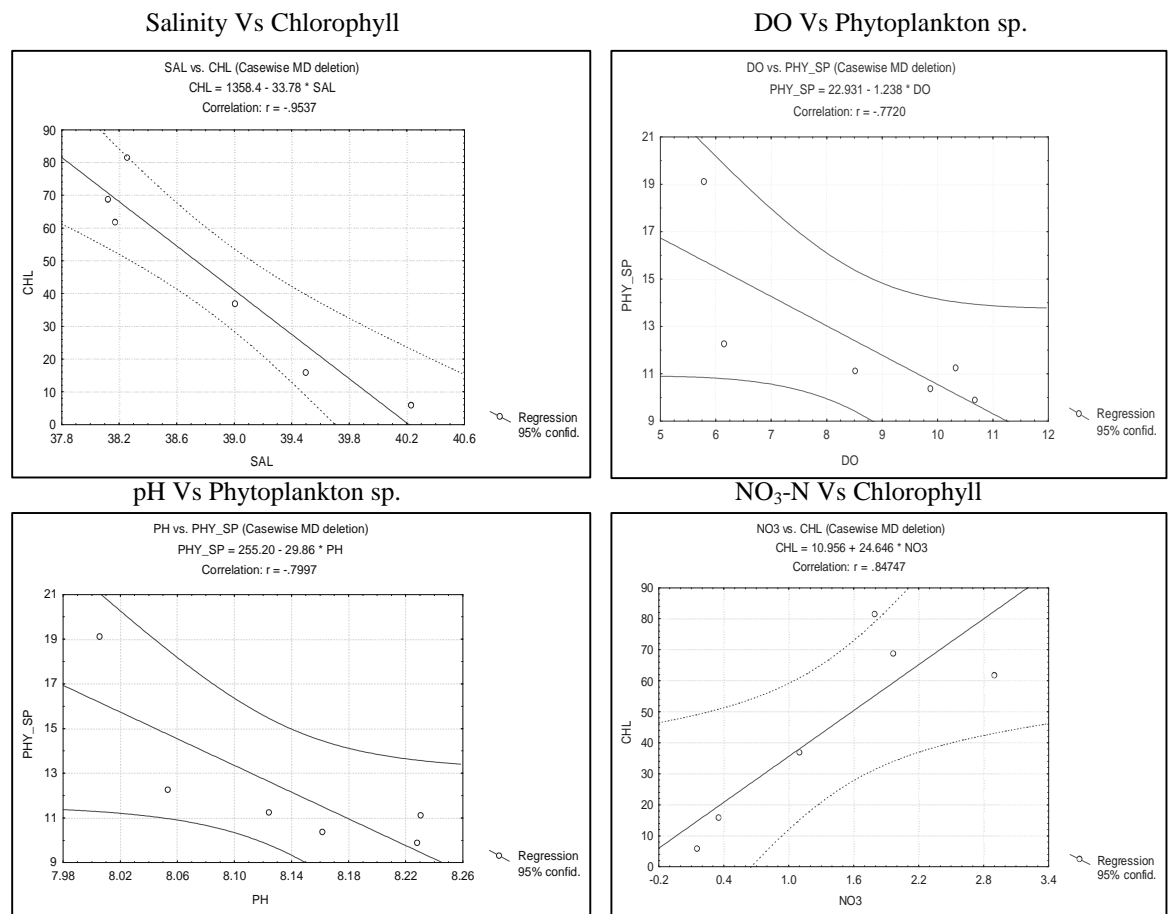 Salinity Vs Chlorophyll
SAL vs. CHL (Casewise MD deletion)
CHL = 1358.4 - 33.78 * SAL
Correlation: r = -.9537
90
80
70
60
50
40
30
20
10
0
CHL
37.8 38.2 38.6 39.0 39.4 39.8 40.2 40.6
SAL
Regression
95% confid.
DO Vs Phytoplankton sp.
DO vs. PHY_SP (Casewise MD deletion)
PHY_SP = 22.931 - 1.238 * DO
Correlation: r = -.7720
21
19
17
15
13
11
9
PHY_SP
5 6 7 8 9 10 11 12
DO
Regression
95% confid.
pH Vs Phytoplankton sp.
PH vs. PHY_SP (Casewise MD deletion)
PHY_SP = 255.20 - 29.86 * PH
Correlation: r = -.7997
21
19
17
15
13
11
9
PHY_SP
7.98 8.02 8.06 8.10 8.14 8.18 8.22 8.26
PH
Regression
95% confid.
NO₃-N Vs Chlorophyll
NO3 vs. CHL (Casewise MD deletion)
CHL = 10.956 + 24.646 * NO3
Correlation: r = .84747
90
80
70
60
50
40
30
20
10
0
CHL
-0.2 0.4 1.0 1.6 2.2 2.8 3.4
NO3
Regression
95% confid.